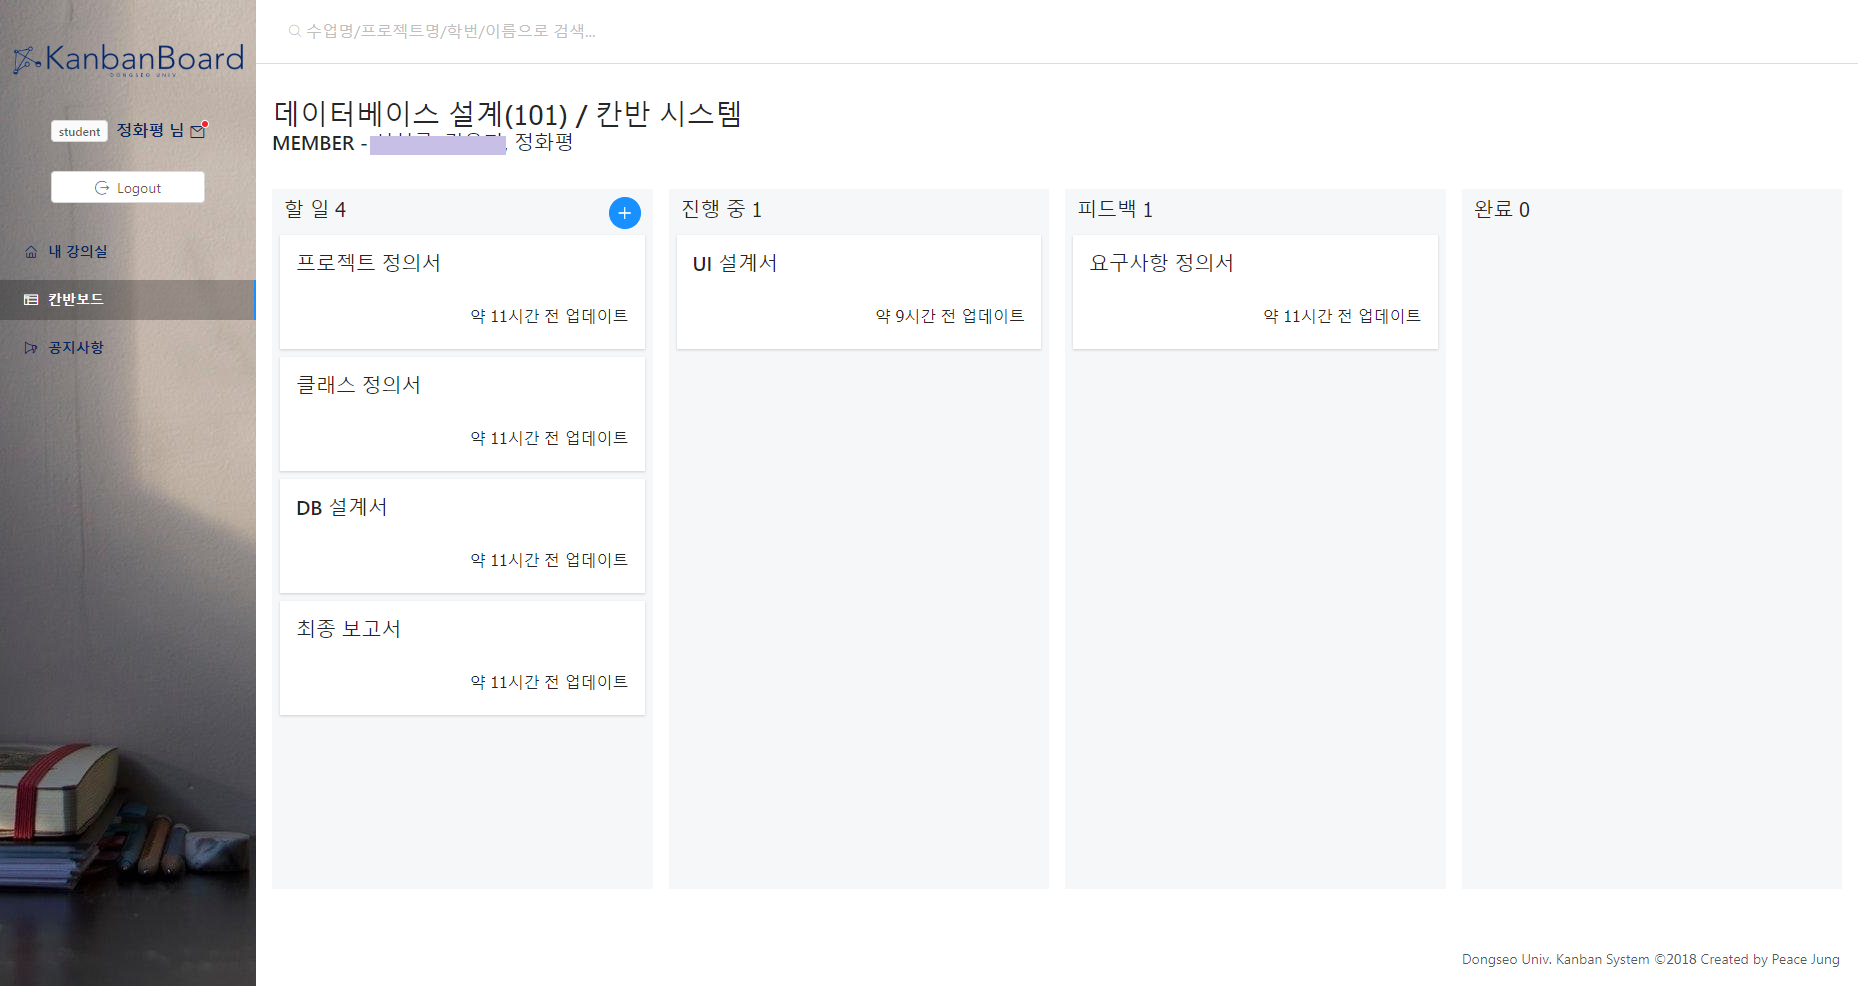 KanbanBoard
DONGSEO UNIV.
student 정화평 님
Logout
내 강의실
칸반보드
공지사항
수업명/프로젝트명/학번/이름으로 검색...
데이터베이스 설계(101) / 칸반 시스템
MEMBER - , 정화평
할 일 4
프로젝트 정의서
약 11시간 전 업데이트
클래스 정의서
약 11시간 전 업데이트
DB 설계서
약 11시간 전 업데이트
최종 보고서
약 11시간 전 업데이트
진행 중 1
UI 설계서
약 9시간 전 업데이트
피드백 1
요구사항 정의서
약 11시간 전 업데이트
완료 0
Dongseo Univ. Kanban System ©2018 Created by Peace Jung